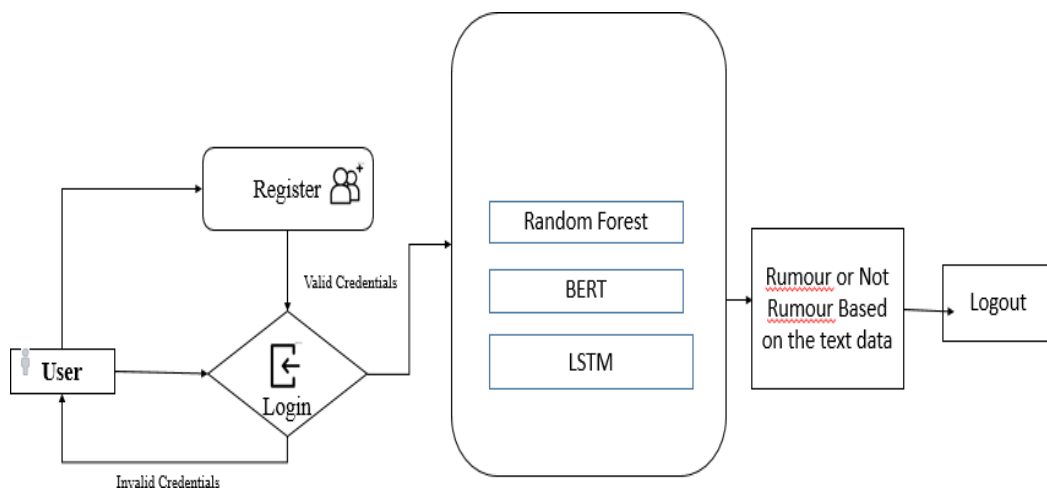 Register
Valid Credentials
User
Login
Invalid Credentials
Random Forest
BERT
LSTM
Rumour or Not
Rumour Based
on the text data
Logout